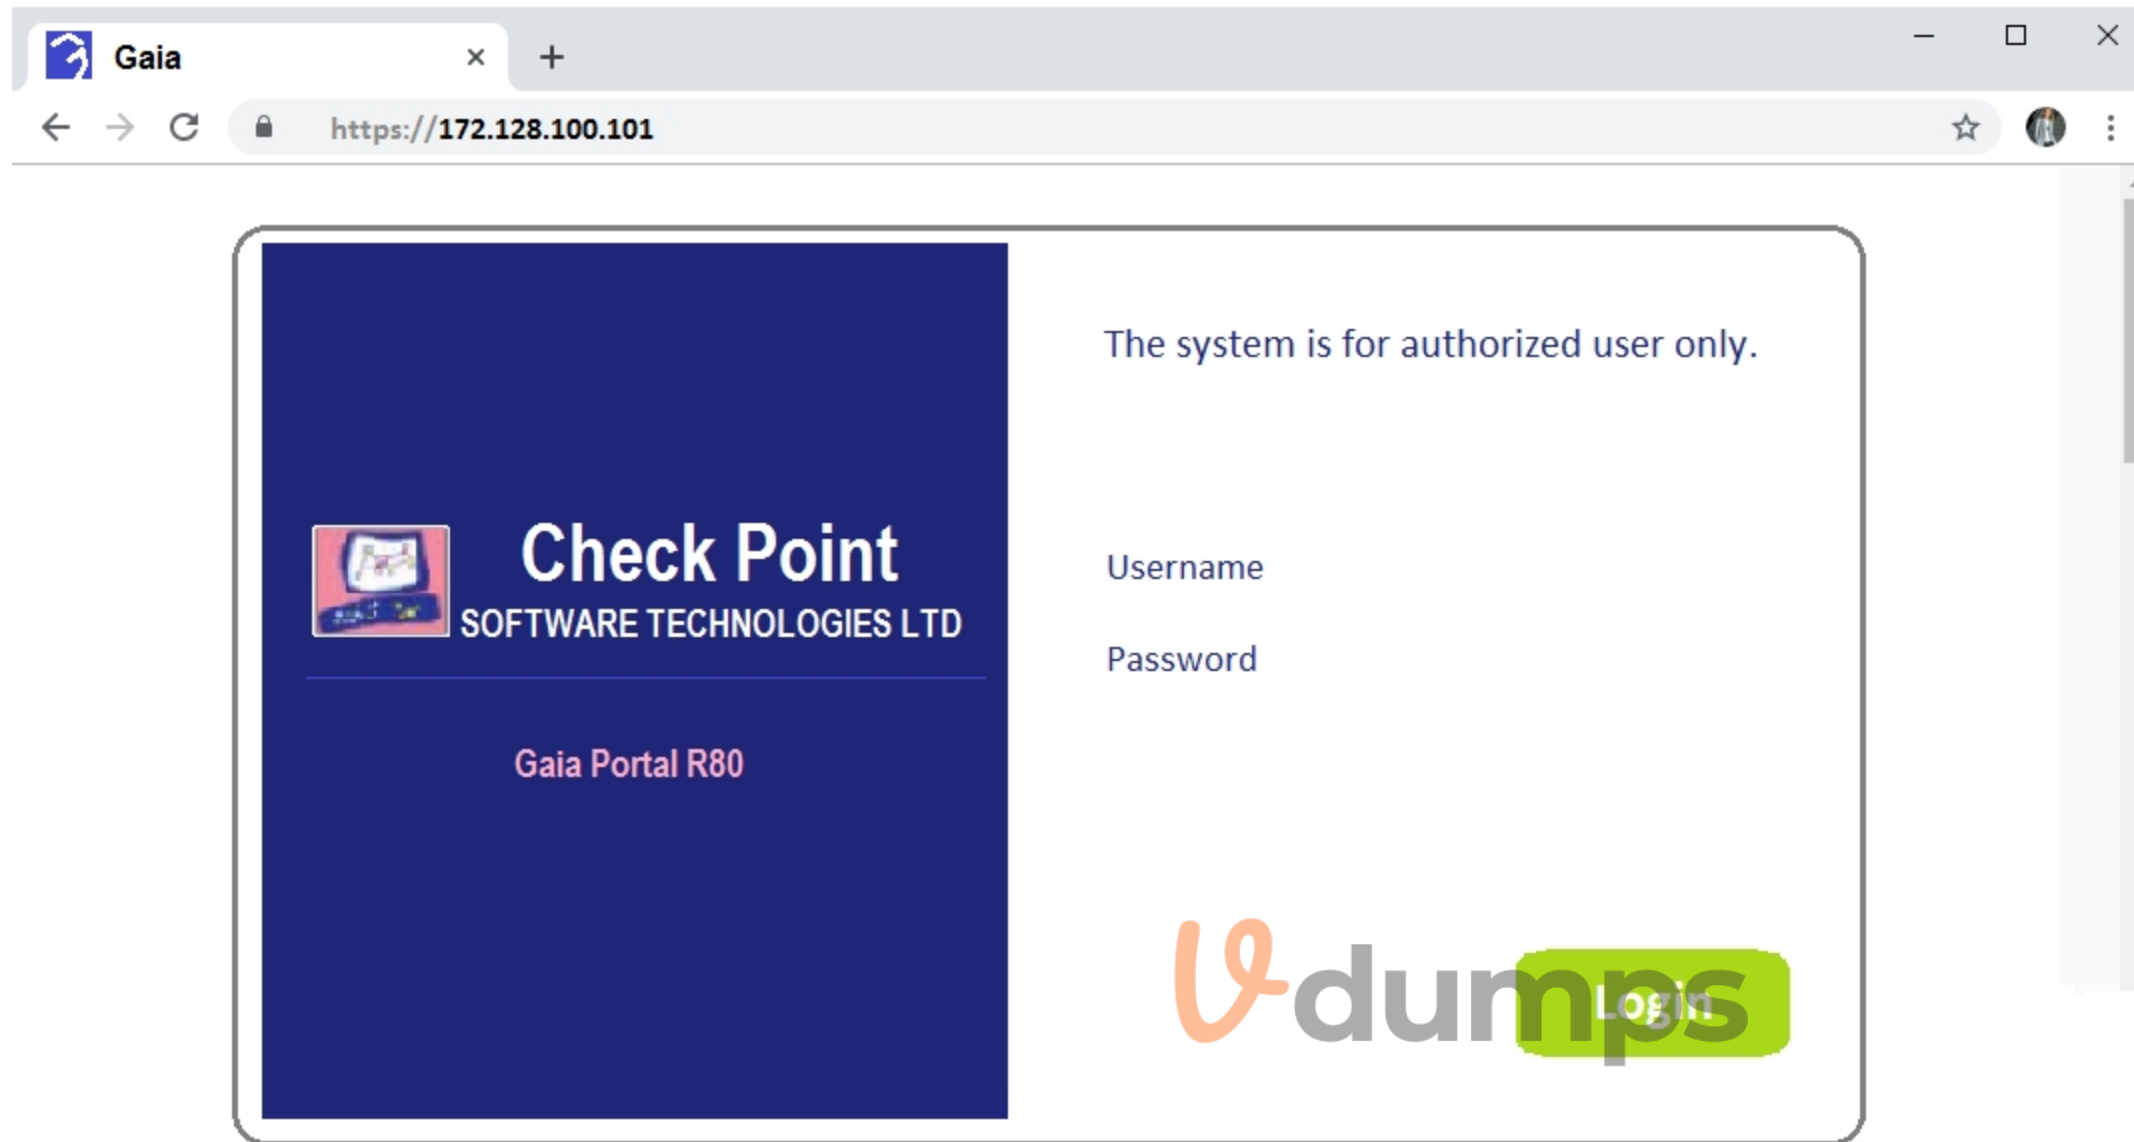 Gaia
https://172.128.100.101
The system is for authorized user only.
Check Point
SOFTWARE TECHNOLOGIES LTD
Gaia Portal R80
Username
Password
Login
Vdumps